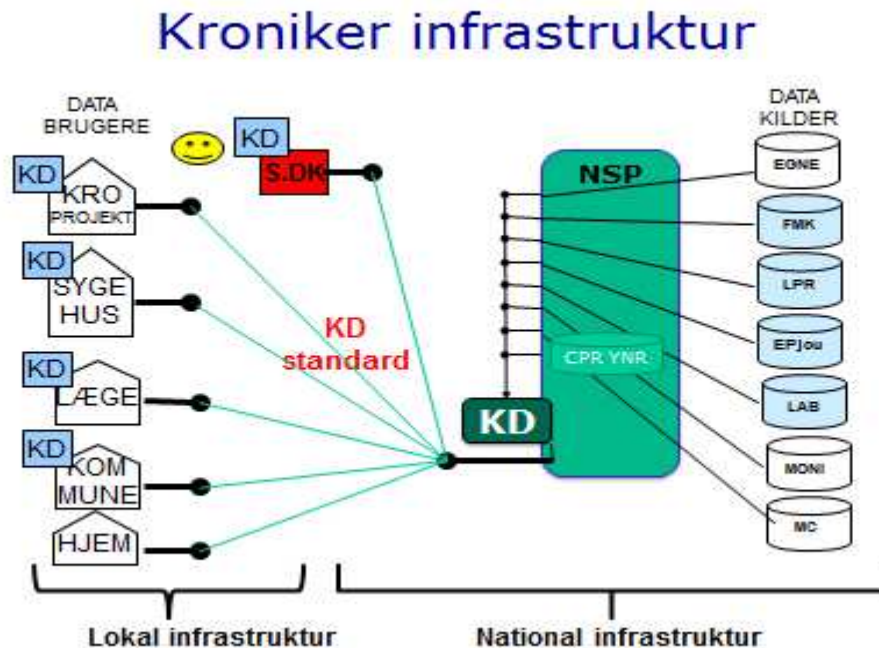 Kroniker infrastruktur
DATA
BRUGERE
KD
KRO
PROJEKT
KD
SYGE
HUS
KD
LÆGE
KD
KOM
MUNE
HJEM
KD
S.DK
KD
standard
NSP
CPR YNR
KD
DATA
KILDER
EGNE
FMK
LPR
EPJou
LAB
MONI
MC
Lokal infrastruktur
National infrastruktur